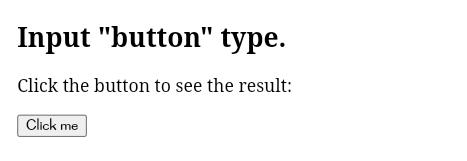 Input "button" type.
Click the button to see the result:
Click me